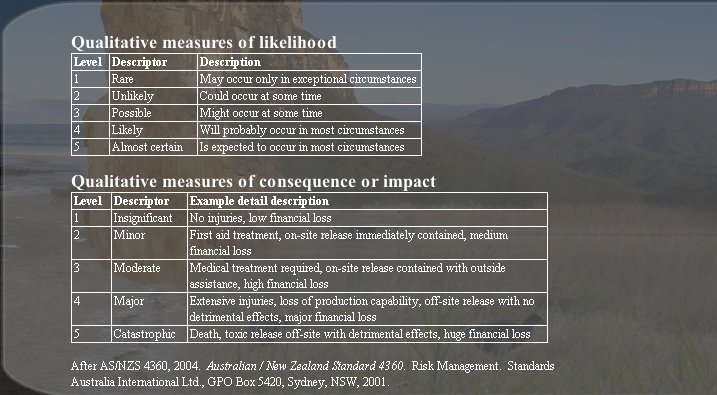 Qualitative measures of likelihood
Level Descriptor Description
1 Rare May occur only in exceptional circumstances
2 Unlikely Could occur at some time
3 Possible Might occur at some time
4 Likely Will probably occur in most circumstances
5 Almost certain Is expected to occur in most circumstances
Qualitative measures of consequence or impact
Level Descriptor Example detail description
1 Insignificant No injuries, low financial loss
2 Minor First aid treatment, on-site release immediately contained, medium
financial loss
3 Moderate Medical treatment required, on-site release contained with outside
assistance, high financial loss
4 Major Extensive injuries, loss of production capability, off-site release with no
detrimental effects, major financial loss
5 Catastrophic Death, toxic release off-site with detrimental effects, huge financial loss
After AS/NZS 4360, 2004. Australian / New Zealand Standard 4360. Risk Management. Standards
Australia International Ltd., GPO Box 5420, Sydney, NSW, 2001.